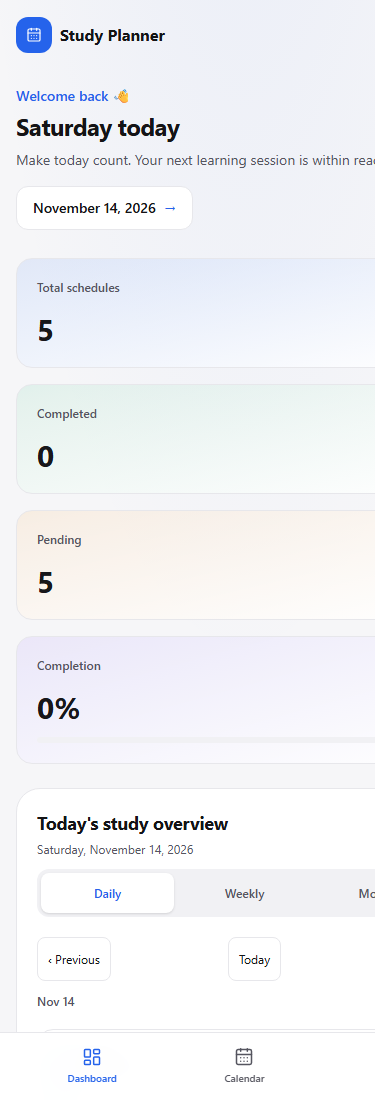 Study Planner
Welcome back 👋
Saturday today
Make today count. Your next learning session is within
November 14, 2026 →
Total schedules
5
Completed
0
Pending
5
Completion
0%
Today's study overview
Saturday, November 14, 2026
Daily Weekly
‹ Previous Today
Nov 14
Dashboard Calendar